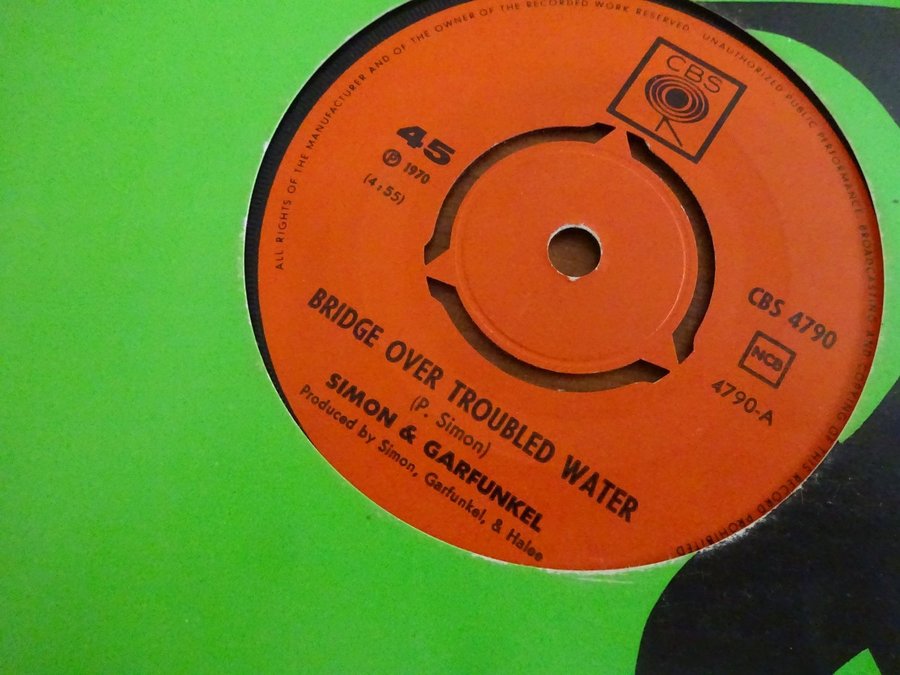 ALL RIGHTS OF THE MANUFACTURER AND OF THE OWNER OF THE RECORDED WORK RESERVED. UNAUTHORIZED PUBLIC PERFORMANCE BROADCASTING AND COPYING OF THIS RECORD PROHIBITED.
CBS
45
℗ 1970
(4:55)
CBS 4790
NCB
4790-A
BRIDGE OVER TROUBLED WATER
(P. Simon)
SIMON & GARFUNKEL
Produced by Simon, Garfunkel, & Halee